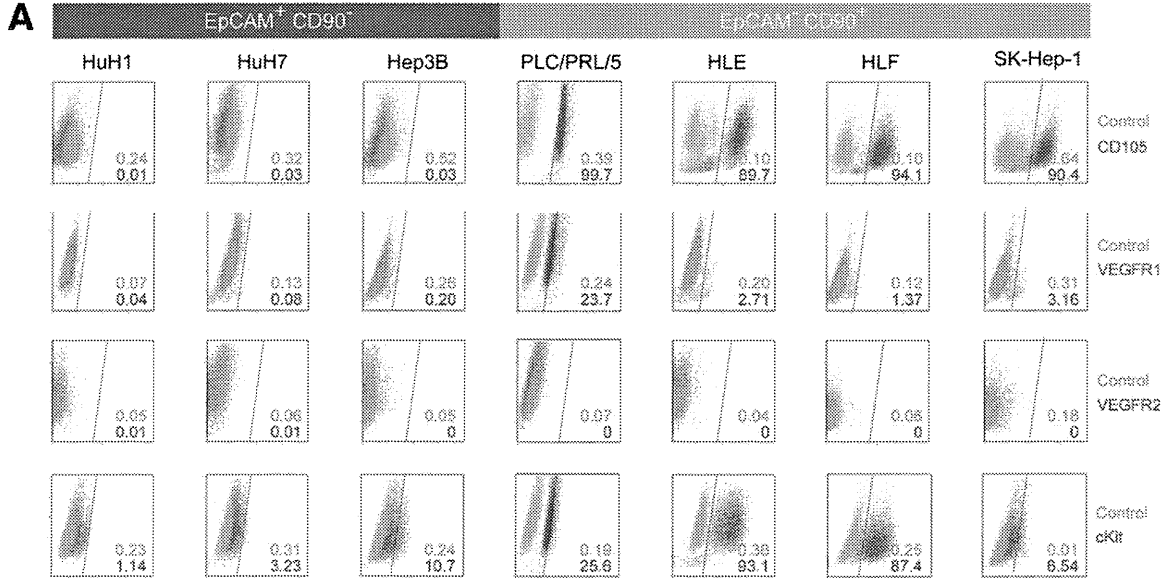 A
EpCAM⁺ CD90⁻ EpCAM⁻ CD90⁺
HuH1 HuH7 Hep3B PLC/PRL/5 HLE HLF SK-Hep-1
0.24 0.32 0.52 0.39 0.10 0.10 0.64 Control
0.01 0.03 0.03 99.7 89.7 94.1 90.4 CD105
0.07 0.13 0.26 0.24 0.20 0.12 0.31 Control
0.04 0.08 0.20 23.7 2.71 1.37 3.16 VEGFR1
0.05 0.06 0.05 0.07 0.04 0.06 0.18 Control
0.01 0.01 0 0 0 0 0 VEGFR2
0.23 0.31 0.24 0.19 0.38 0.25 0.01 Control
1.14 3.23 10.7 25.6 93.1 87.4 6.54 cKit